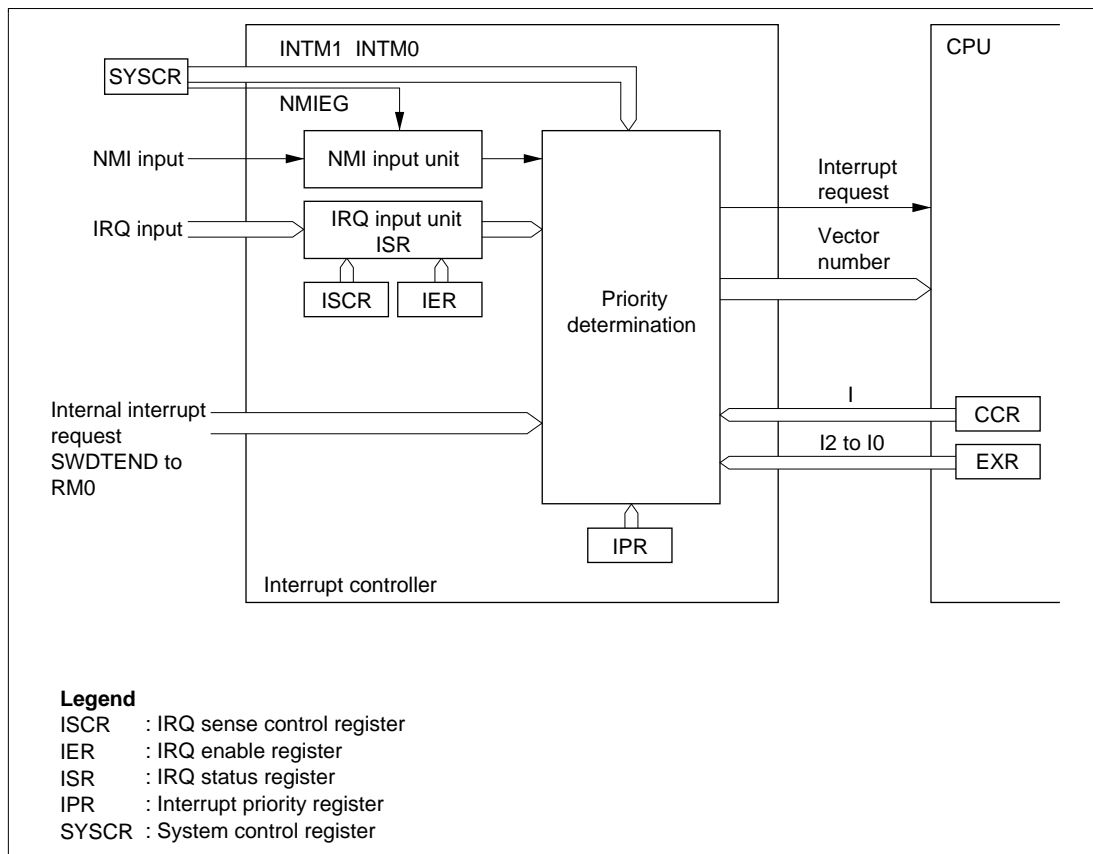 INTM1 INTM0
CPU
SYSCR
NMIEG
NMI input
NMI input unit
Interrupt
request
IRQ input
IRQ input unit
ISR
Vector
number
ISCR
IER
Priority
determination
Internal interrupt
request
SWDTEND to
RM0
I
CCR
I2 to I0
EXR
IPR
Interrupt controller
Legend
ISCR : IRQ sense control register
IER : IRQ enable register
ISR : IRQ status register
IPR : Interrupt priority register
SYSCR : System control register